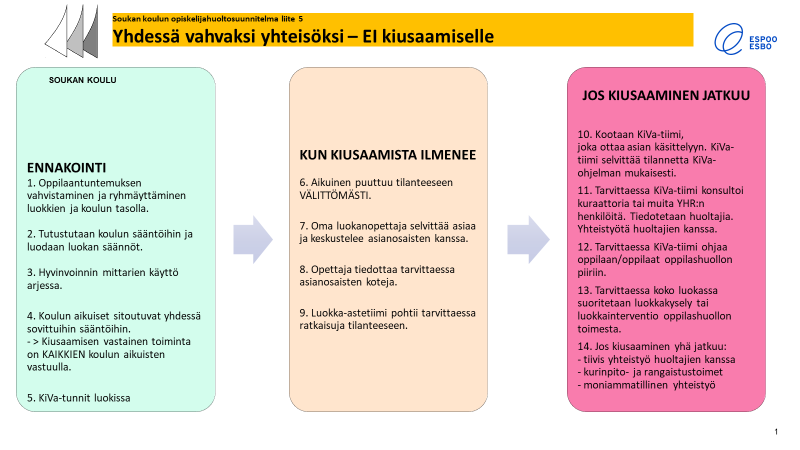 Soukan koulun opiskelijahuoltosuunnitelma liite 5
Yhdessä vahvaksi yhteisöksi – EI kiusaamiselle
ESPOO
ESBO
SOUKAN KOULU
ENNAKOINTI
1. Oppilaantuntemuksen
vahvistaminen ja ryhmäyttäminen
luokkien ja koulun tasolla.
2. Tutustutaan koulun sääntöihin ja
luodaan luokan säännöt.
3. Hyvinvoinnin mittarien käyttö
arjessa.
4. Koulun aikuiset sitoutuvat yhdessä
sovittuihin sääntöihin.
- > Kiusaamisen vastainen toiminta
on KAIKKIEN koulun aikuisten
vastuulla.
5. KiVa-tunnit luokissa
KUN KIUSAAMISTA ILMENEE
6. Aikuinen puuttuu tilanteeseen
VÄLITTÖMÄSTI.
7. Oma luokanopettaja selvittää asiaa
ja keskustelee asianosaisten kanssa.
8. Opettaja tiedottaa tarvittaessa
asianosaisten koteja.
9. Luokka-astetiimi pohtii tarvittaessa
ratkaisuja tilanteeseen.
JOS KIUSAAMINEN JATKUU
10. Kootaan KiVa-tiimi,
joka ottaa asian käsittelyyn. KiVa-
tiimi selvittää tilannetta KiVa-
ohjelman mukaisesti.
11. Tarvittaessa KiVa-tiimi konsultoi
kuraattoria tai muita YHR:n
henkilöitä. Tiedotetaan huoltajia.
Yhteistyötä huoltajien kanssa.
12. Tarvittaessa KiVa-tiimi ohjaa
oppilaan/oppilaat oppilashuollon
piiriin.
13. Tarvittaessa koko luokassa
suoritetaan luokkakysely tai
luokkainterventio oppilashuollon
toimesta.
14. Jos kiusaaminen yhä jatkuu:
- tiivis yhteistyö huoltajien kanssa
- kurinpito- ja rangaistustoimet
- moniammatillinen yhteistyö
1